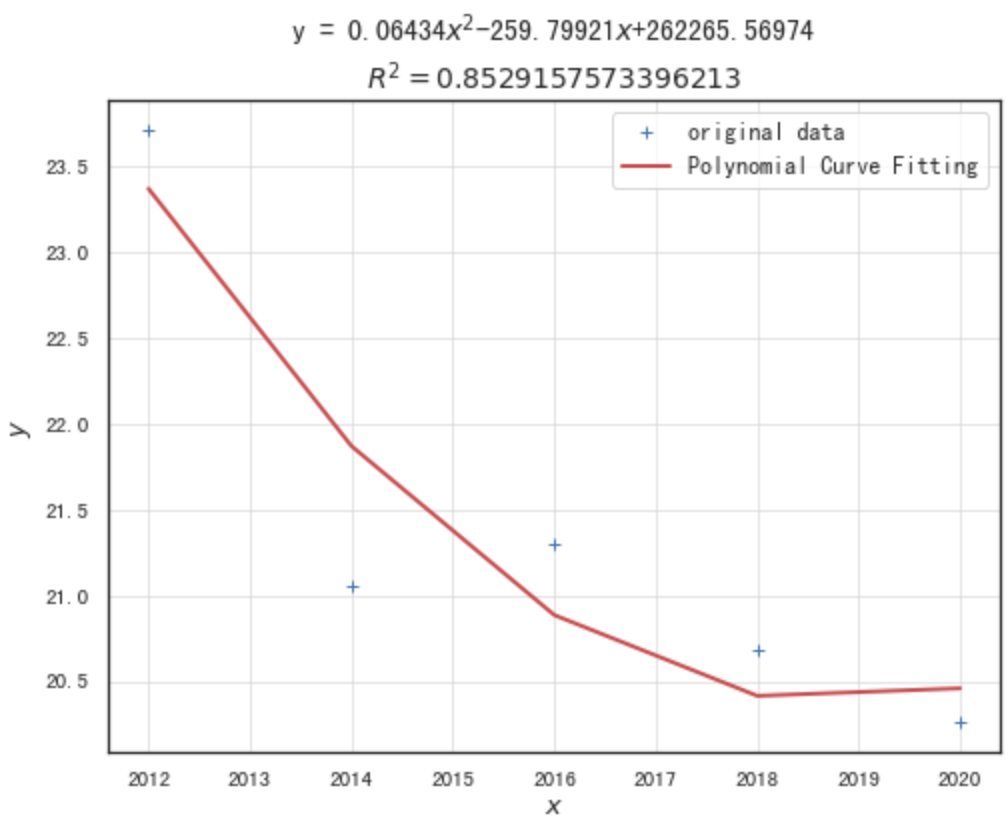 y = 0.06434x²−259.79921x+262265.56974
R² = 0.8529157573396213
original data
Polynomial Curve Fitting
23.5
23.0
22.5
22.0
21.5
21.0
20.5
y
2012 2013 2014 2015 2016 2017 2018 2019 2020
x